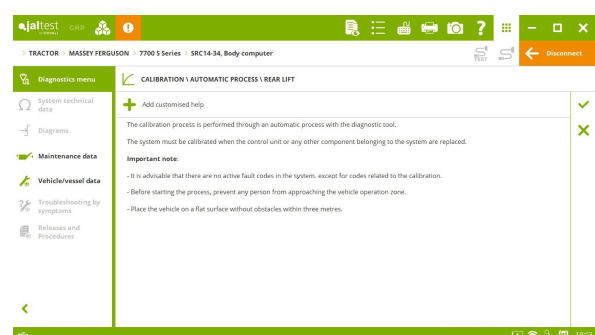 jaltest GRP
TRACTOR > MASSEY FERGUSON > 7700 S Series > SRC14-34, Body computer
TEST
Disconnect
Diagnostics menu
CALIBRATION \ AUTOMATIC PROCESS \ REAR LIFT
System technical
data
Add customised help
Diagrams
The calibration process is performed through an automatic process with the diagnostic tool.
The system must be calibrated when the control unit or any other component belonging to the system are replaced.
Maintenance data
Important note:
Vehicle/vessel data
- It is advisable that there are no active fault codes in the system. except for codes related to the calibration.
- Before starting the process, prevent any person from approaching the vehicle operation zone.
Troubleshooting by
symptoms
- Place the vehicle on a flat surface without obstacles within three metres.
Releases and
Procedures